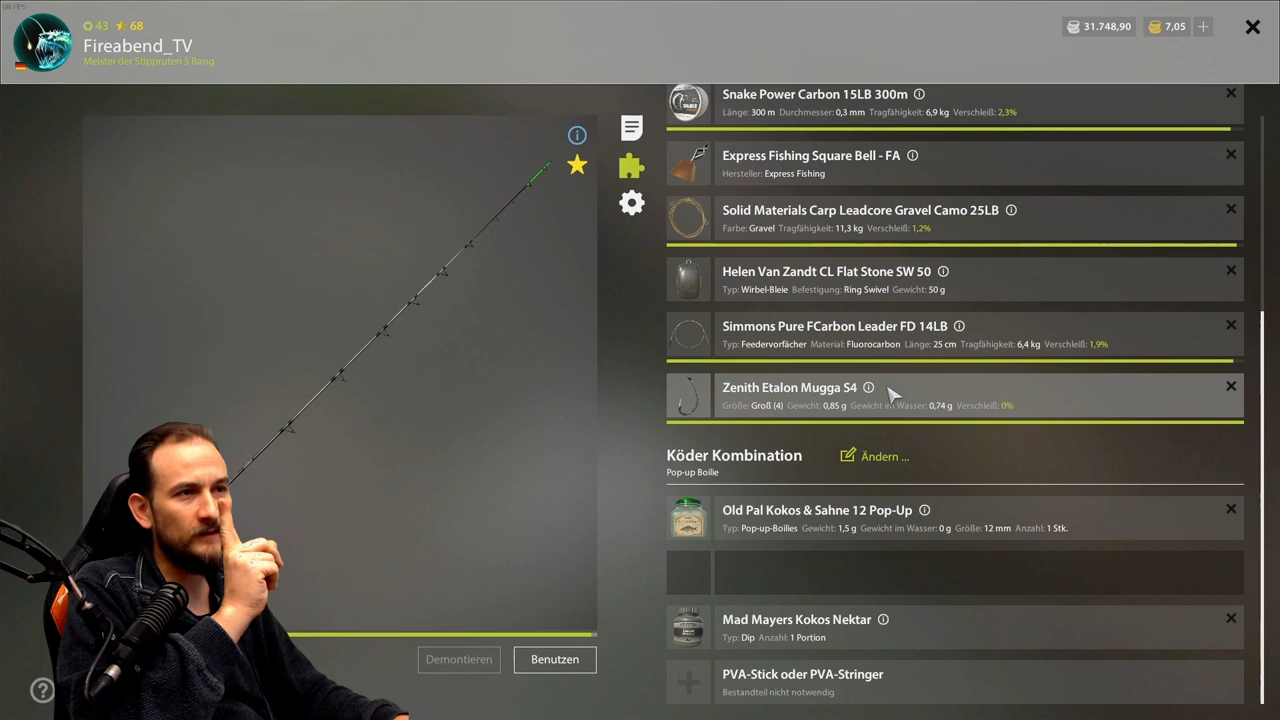 60 FPS
43 68
Fireabend_TV
Meister der Stippruten 5 Rang
31.748,90
7,05
Snake Power Carbon 15LB 300m
Länge: 300 m Durchmesser: 0,3 mm Tragfähigkeit: 6,9 kg Verschleiß: 2,3%
Express Fishing Square Bell - FA
Hersteller: Express Fishing
Solid Materials Carp Leadcore Gravel Camo 25LB
Farbe: Gravel Tragfähigkeit: 11,3 kg Verschleiß: 1,2%
Helen Van Zandt CL Flat Stone SW 50
Typ: Wirbel-Bleie Befestigung: Ring Swivel Gewicht: 50 g
Simmons Pure FCarbon Leader FD 14LB
Typ: Feedervorfächer Material: Fluorocarbon Länge: 25 cm Tragfähigkeit: 6,4 kg Verschleiß: 1,9%
Zenith Etalon Mugga S4
Größe: Groß (4) Gewicht: 0,85 g Gewicht im Wasser: 0,74 g Verschleiß: 0%
Köder Kombination
Ändern ...
Pop-up Boilie
Old Pal Kokos & Sahne 12 Pop-Up
Typ: Pop-up-Boilies Gewicht: 1,5 g Gewicht im Wasser: 0 g Größe: 12 mm Anzahl: 1 Stk.
Mad Mayers Kokos Nektar
Typ: Dip Anzahl: 1 Portion
PVA-Stick oder PVA-Stringer
Bestandteil nicht notwendig
Demontieren
Benutzen